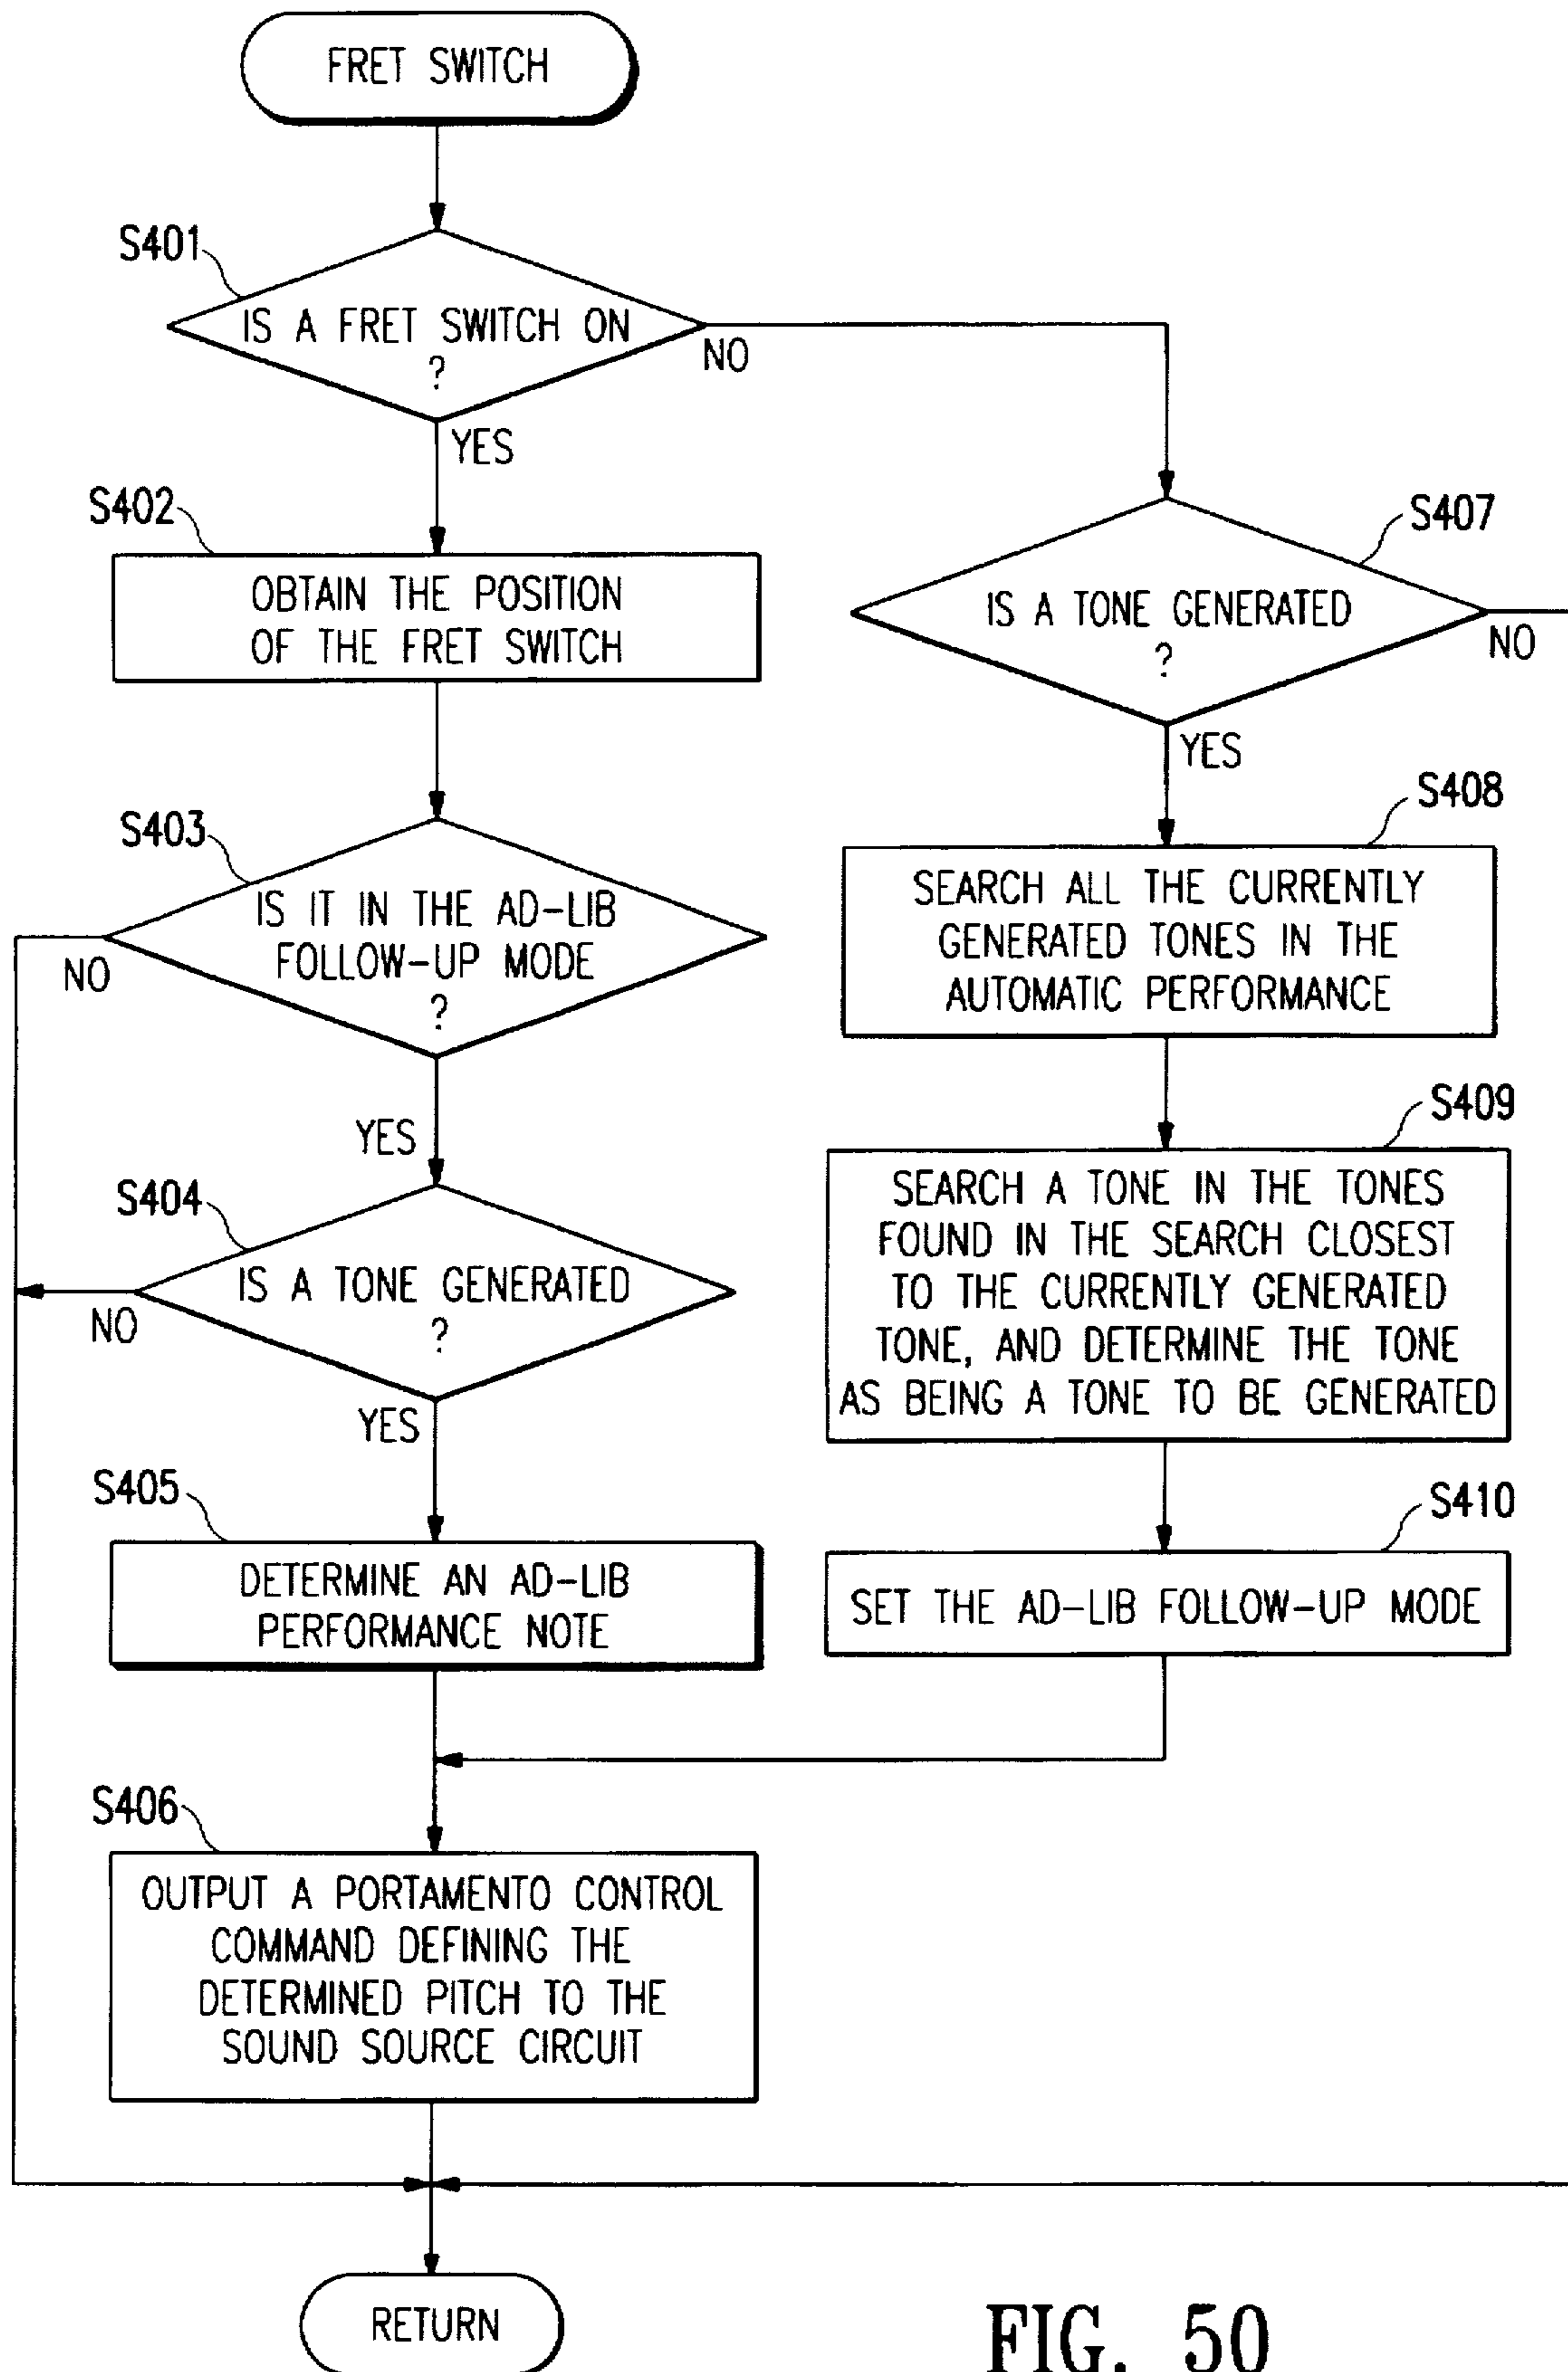 FRET SWITCH
S401
IS A FRET SWITCH ON
?
NO
YES
S402
OBTAIN THE POSITION
OF THE FRET SWITCH
S403
IS IT IN THE AD-LIB
FOLLOW-UP MODE
?
NO
YES
S404
IS A TONE GENERATED
?
NO
YES
S405
DETERMINE AN AD-LIB
PERFORMANCE NOTE
S406
OUTPUT A PORTAMENTO CONTROL
COMMAND DEFINING THE
DETERMINED PITCH TO THE
SOUND SOURCE CIRCUIT
RETURN
S407
IS A TONE GENERATED
?
NO
YES
S408
SEARCH ALL THE CURRENTLY
GENERATED TONES IN THE
AUTOMATIC PERFORMANCE
S409
SEARCH A TONE IN THE TONES
FOUND IN THE SEARCH CLOSEST
TO THE CURRENTLY GENERATED
TONE, AND DETERMINE THE TONE
AS BEING A TONE TO BE GENERATED
S410
SET THE AD-LIB FOLLOW-UP MODE
FIG. 50